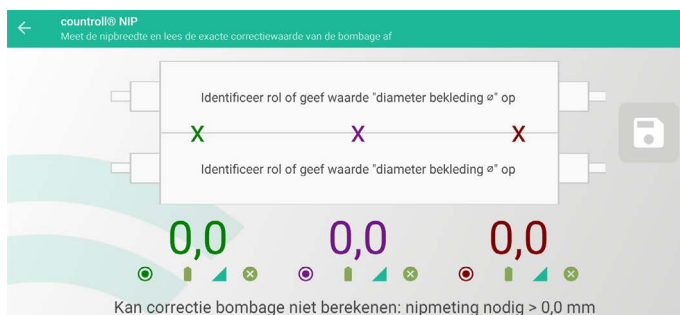 countroll® NIP
Meet de nipbreedte en lees de exacte correctiewaarde van de bombage af
Identificeer rol of geef waarde "diameter bekleding ⌀" op
X X X
Identificeer rol of geef waarde "diameter bekleding ⌀" op
0,0 0,0 0,0
Kan correctie bombage niet berekenen: nipmeting nodig > 0,0 mm